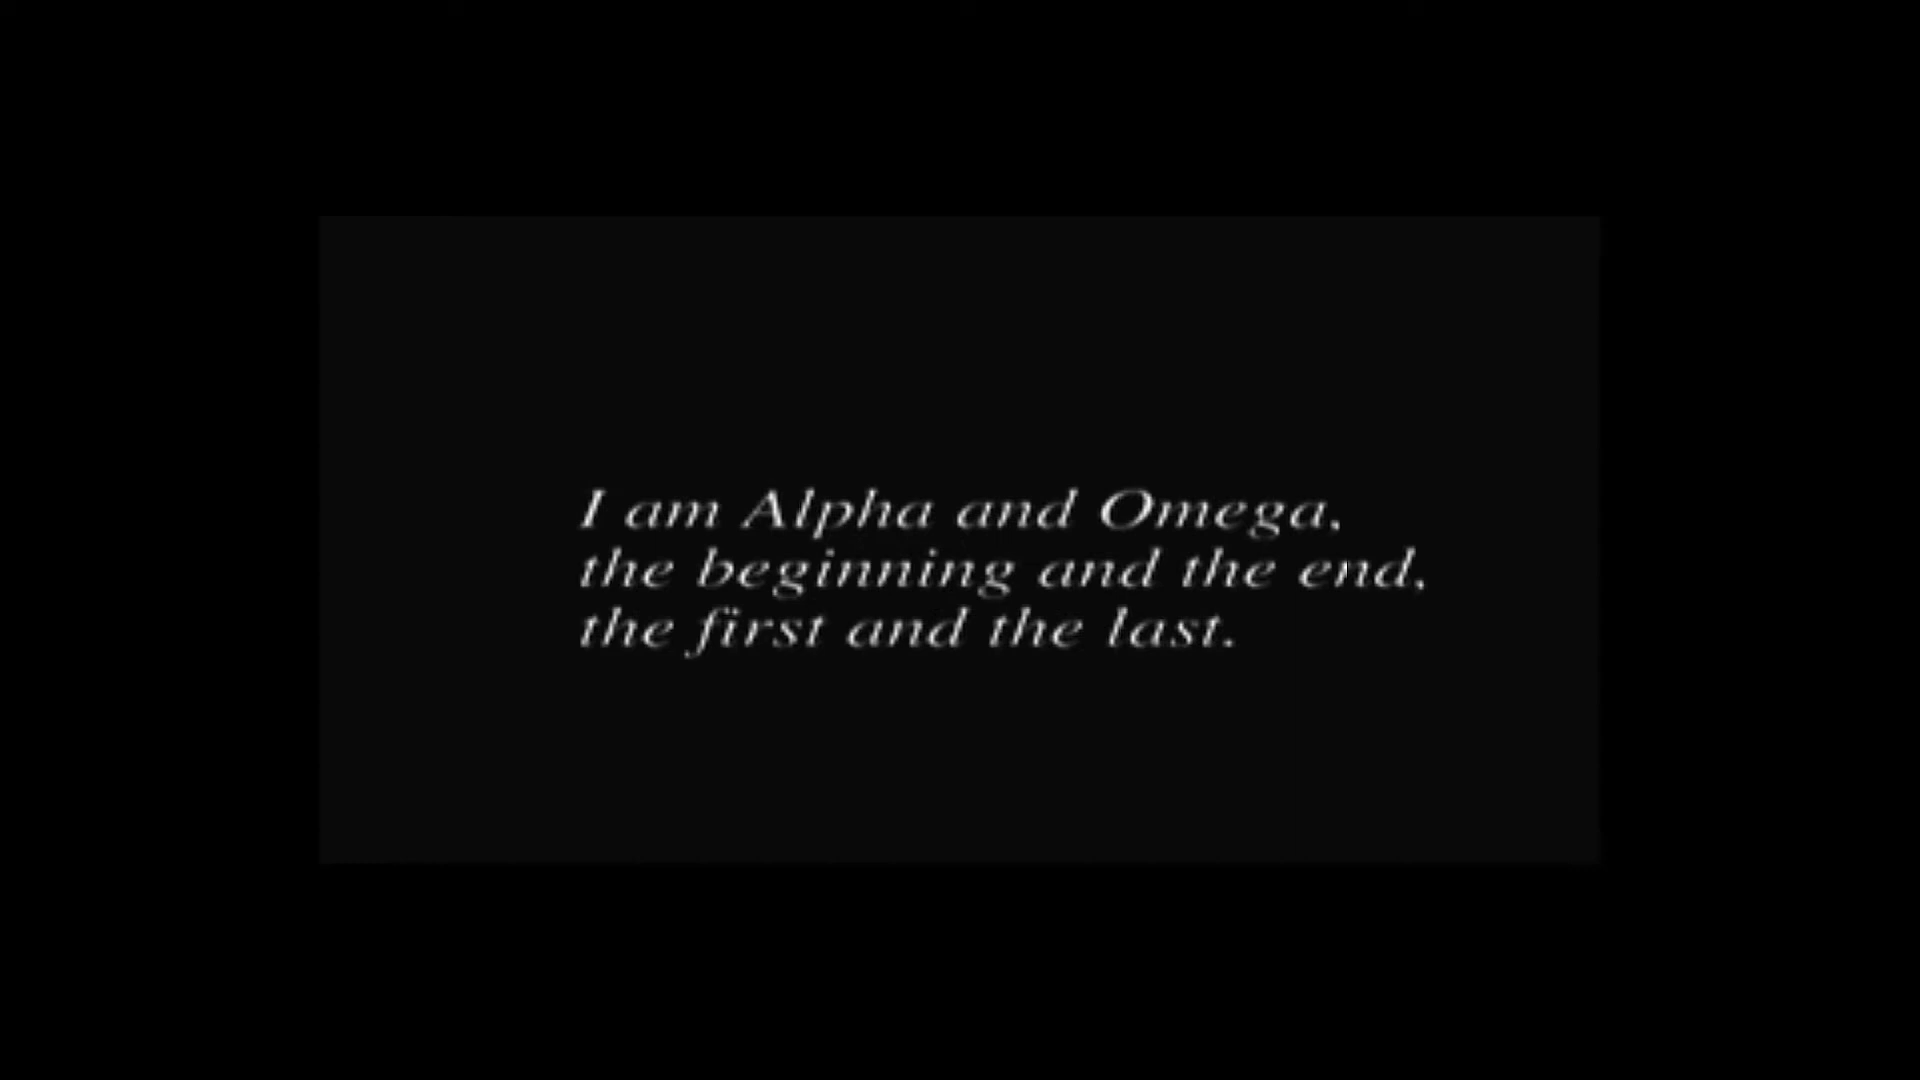 I am Alpha and Omega,
the beginning and the end,
the first and the last.